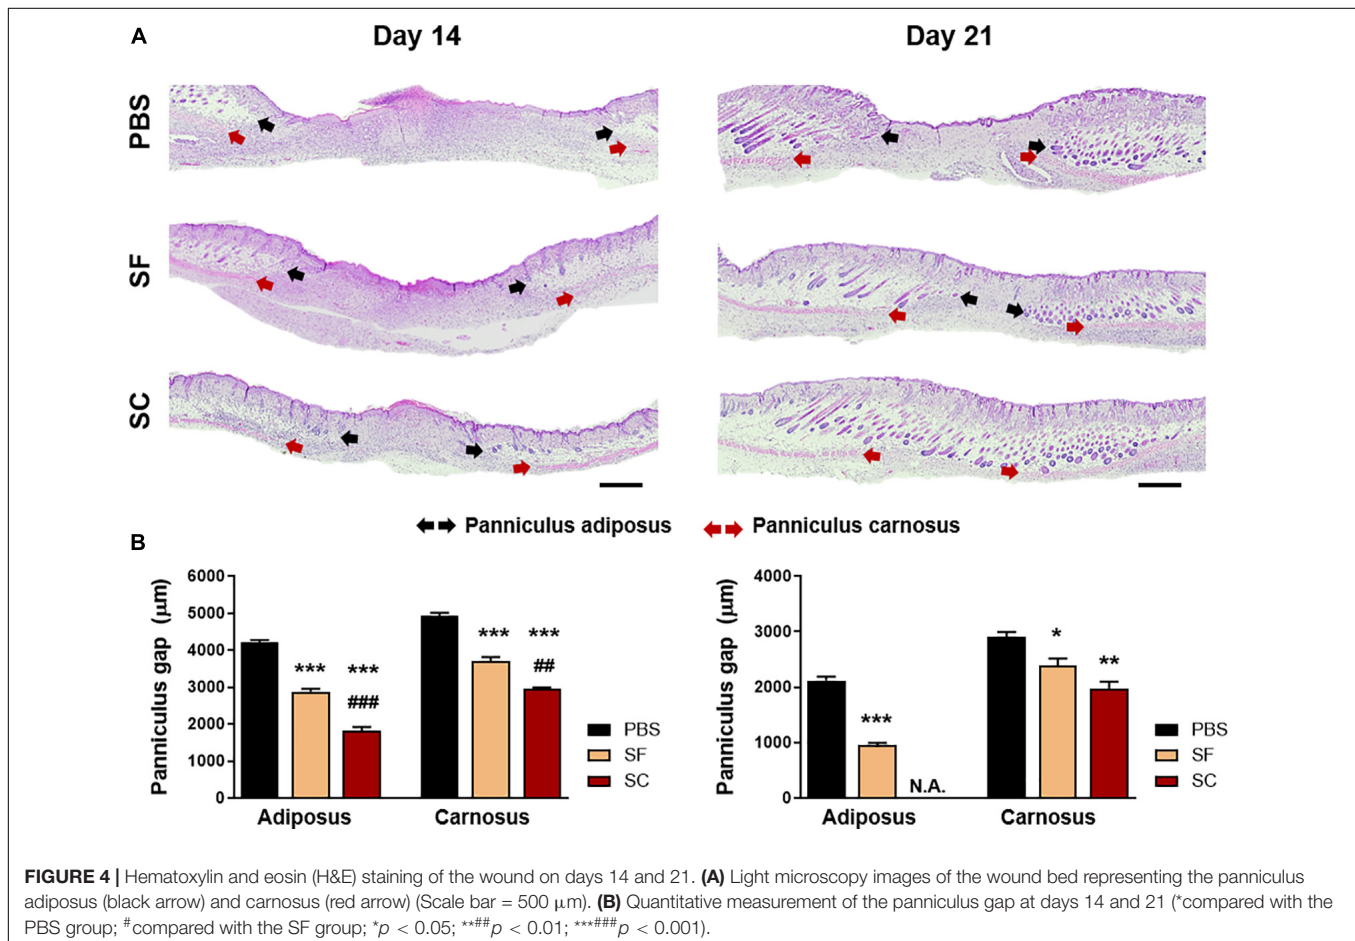 A
Day 14
Day 21
PBS
SF
SC
Panniculus adiposus
Panniculus carnosus
B
Panniculus gap (μm)
6000
5000
4000
3000
2000
1000
0
***
***
###
***
***
##
Adiposus
Carnosus
PBS
SF
SC
Panniculus gap (μm)
4000
3000
2000
1000
0
***
N.A.
*
**
Adiposus
Carnosus
PBS
SF
SC
FIGURE 4 | Hematoxylin and eosin (H&E) staining of the wound on days 14 and 21. (A) Light microscopy images of the wound bed representing the panniculus
adiposus (black arrow) and carnosus (red arrow) (Scale bar = 500 μm). (B) Quantitative measurement of the panniculus gap at days 14 and 21 (*compared with the
PBS group; #compared with the SF group; *p < 0.05; **##p < 0.01; ***###p < 0.001).